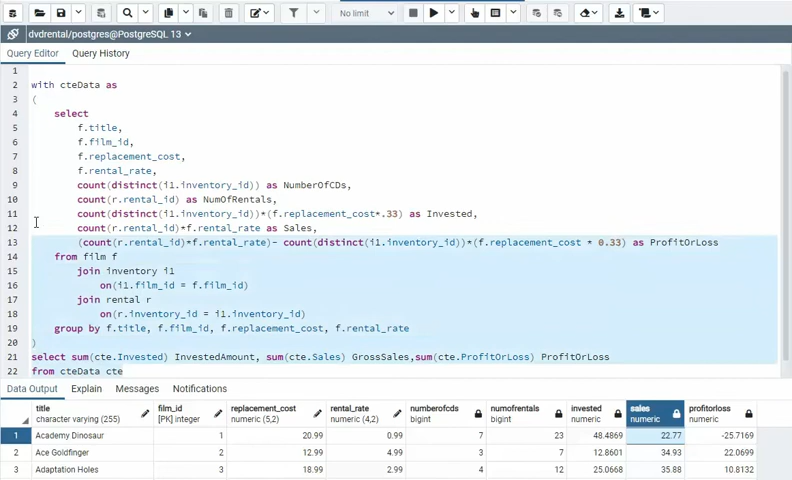 No limit
dvdrental/postgres@PostgreSQL 13
Query Editor Query History
1
2 with cteData as
3 (
4 select
5 f.title,
6 f.film_id,
7 f.replacement_cost,
8 f.rental_rate,
9 count(distinct(i1.inventory_id)) as NumberOfCDs,
10 count(r.rental_id) as NumOfRentals,
11 count(distinct(i1.inventory_id))*(f.replacement_cost*.33) as Invested,
12 count(r.rental_id)*f.rental_rate as Sales,
13 (count(r.rental_id)*f.rental_rate)- count(distinct(i1.inventory_id))*(f.replacement_cost * 0.33) as ProfitOrLoss
14 from film f
15 join inventory i1
16 on(i1.film_id = f.film_id)
17 join rental r
18 on(r.inventory_id = i1.inventory_id)
19 group by f.title, f.film_id, f.replacement_cost, f.rental_rate
20 )
21 select sum(cte.Invested) InvestedAmount, sum(cte.Sales) GrossSales,sum(cte.ProfitOrLoss) ProfitOrLoss
22 from cteData cte
Data Output Explain Messages Notifications
title film_id replacement_cost rental_rate numberofcds numofrentals invested sales profitorloss
character varying (255) [PK] integer numeric (5,2) numeric (4,2) bigint bigint numeric numeric numeric
1 Academy Dinosaur 1 20.99 0.99 7 23 48.4869 22.77 -25.7169
2 Ace Goldfinger 2 12.99 4.99 3 7 12.8601 34.93 22.0699
3 Adaptation Holes 3 18.99 2.99 4 12 25.0668 35.88 10.8132